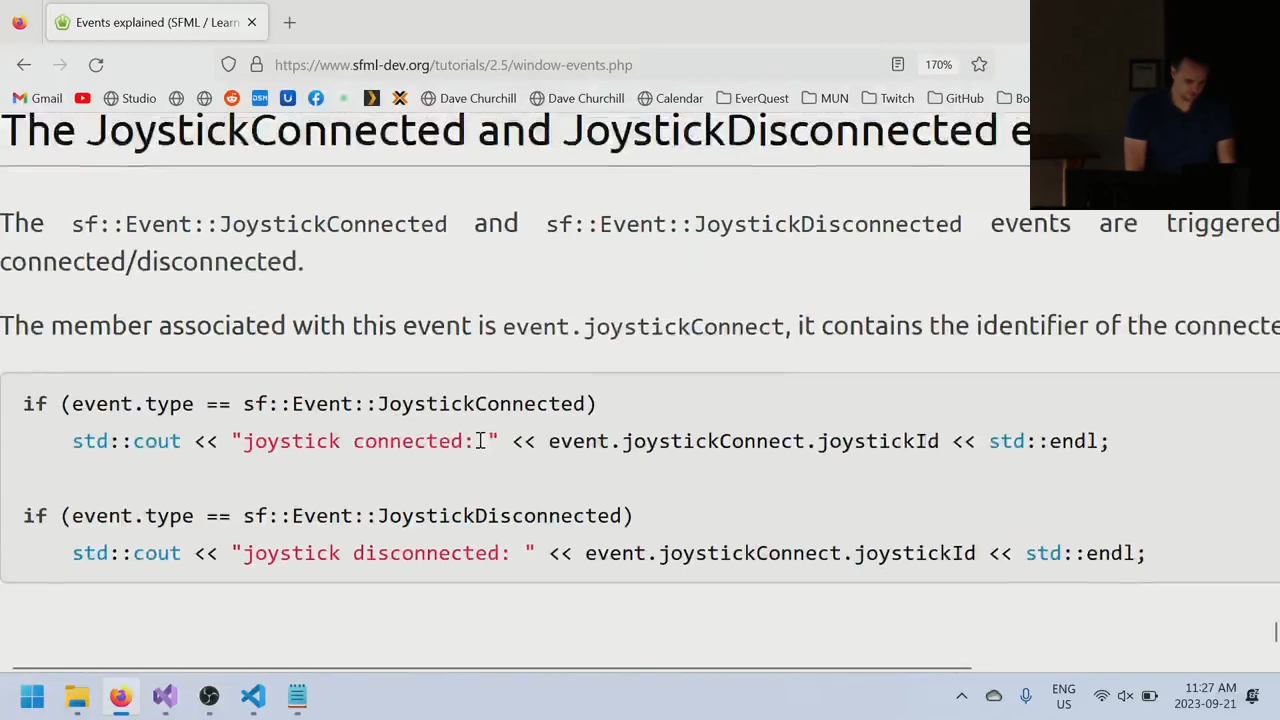 Events explained (SFML / Learn
https://www.sfml-dev.org/tutorials/2.5/window-events.php
170%
Gmail
Studio
DSM
Dave Churchill
Dave Churchill
Calendar
EverQuest
MUN
Twitch
GitHub
Bo
The JoystickConnected and JoystickDisconnected e
The sf::Event::JoystickConnected and sf::Event::JoystickDisconnected events are triggered
connected/disconnected.
The member associated with this event is event.joystickConnect, it contains the identifier of the connecte
if (event.type == sf::Event::JoystickConnected)
std::cout << "joystick connected: " << event.joystickConnect.joystickId << std::endl;
if (event.type == sf::Event::JoystickDisconnected)
std::cout << "joystick disconnected: " << event.joystickConnect.joystickId << std::endl;
ENG
US
11:27 AM
2023-09-21